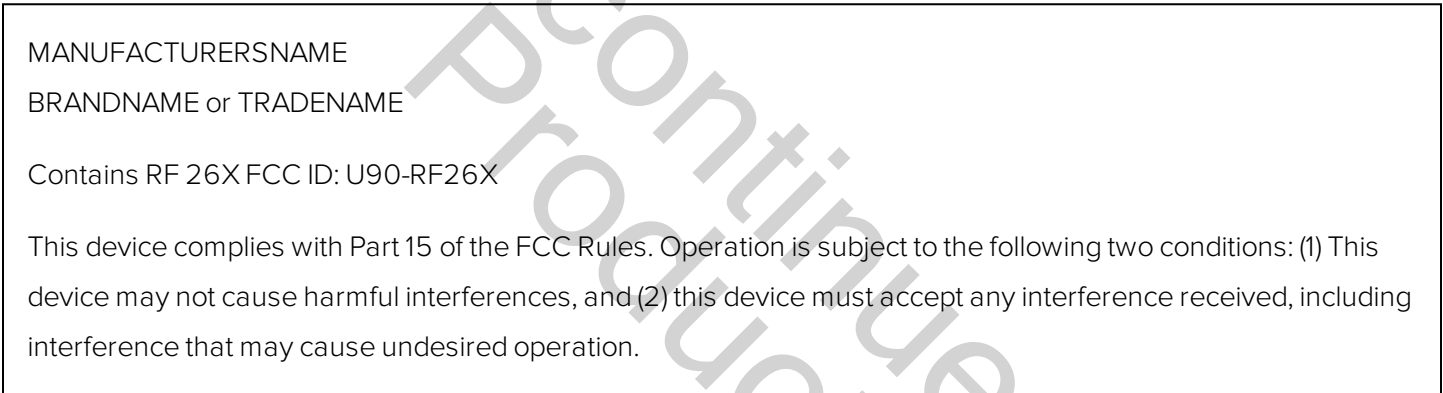 MANUFACTURERSNAME
BRANDNAME or TRADENAME
Contains RF 26X FCC ID: U90-RF26X
This device complies with Part 15 of the FCC Rules. Operation is subject to the following two conditions: (1) This
device may not cause harmful interferences, and (2) this device must accept any interference received, including
interference that may cause undesired operation.